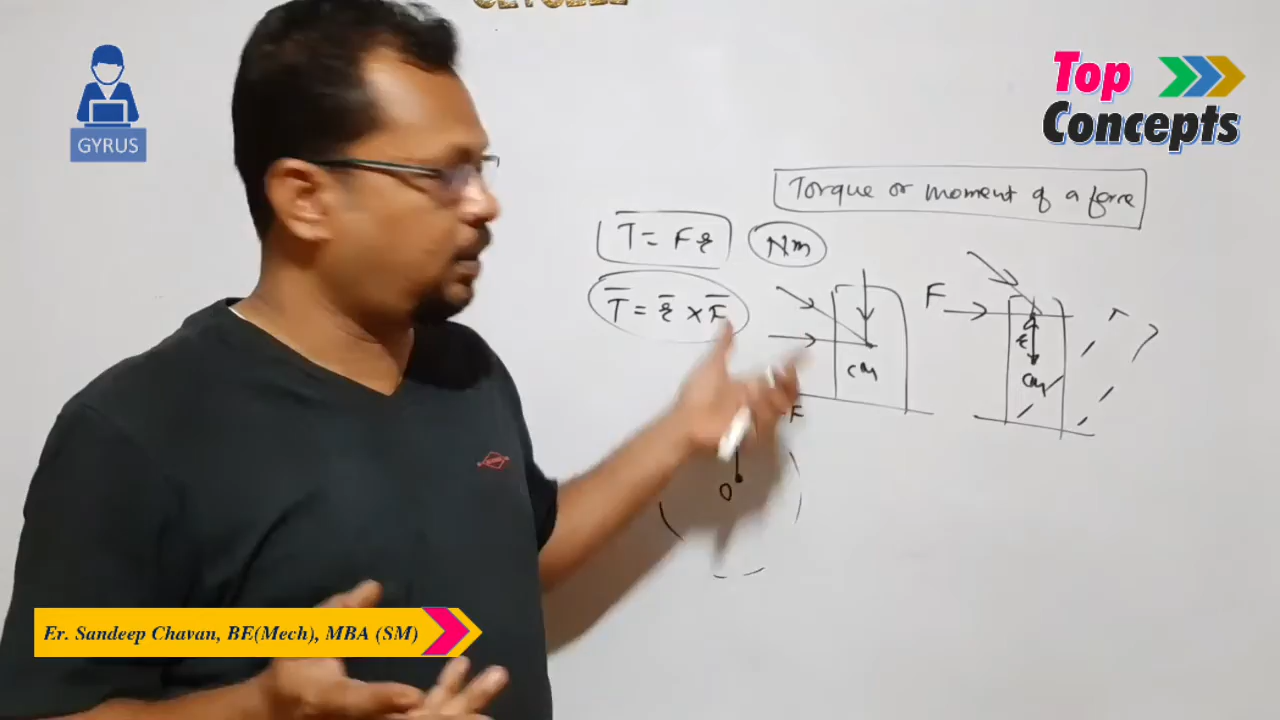 GYRUS
Top
Concepts
Torque or moment of a force
T = Fr
Nm
T̅ = r̅ × F̅
F
r
CM
CM
F
O
Er. Sandeep Chavan, BE(Mech), MBA (SM)